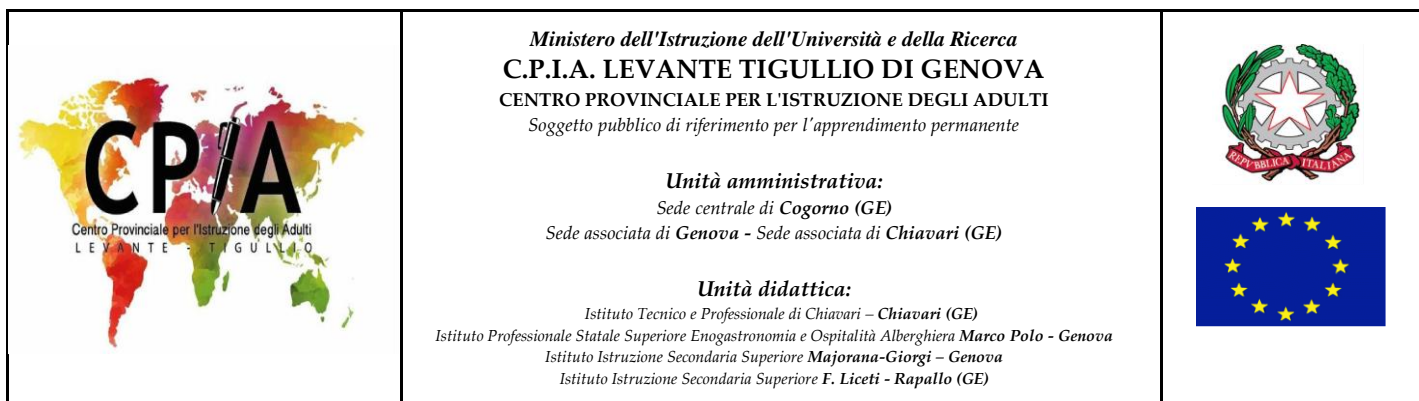 CPIA
Centro Provinciale per l'Istruzione degli Adulti
LEVANTE - TIGULLIO
Ministero dell'Istruzione dell'Università e della Ricerca
C.P.I.A. LEVANTE TIGULLIO DI GENOVA
CENTRO PROVINCIALE PER L'ISTRUZIONE DEGLI ADULTI
Soggetto pubblico di riferimento per l'apprendimento permanente
Unità amministrativa:
Sede centrale di Cogorno (GE)
Sede associata di Genova - Sede associata di Chiavari (GE)
Unità didattica:
Istituto Tecnico e Professionale di Chiavari – Chiavari (GE)
Istituto Professionale Statale Superiore Enogastronomia e Ospitalità Alberghiera Marco Polo - Genova
Istituto Istruzione Secondaria Superiore Majorana-Giorgi – Genova
Istituto Istruzione Secondaria Superiore F. Liceti - Rapallo (GE)
REPVBBLICA ITALIANA